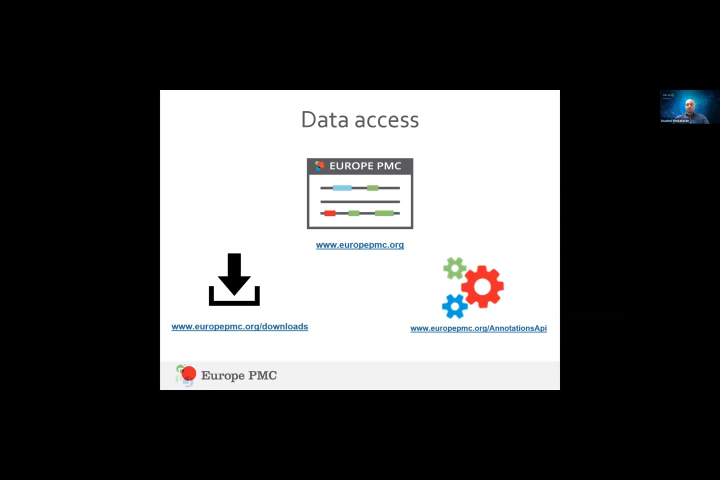 Data access
EUROPE PMC
www.europepmc.org
www.europepmc.org/downloads
www.europepmc.org/AnnotationsApi
Europe PMC